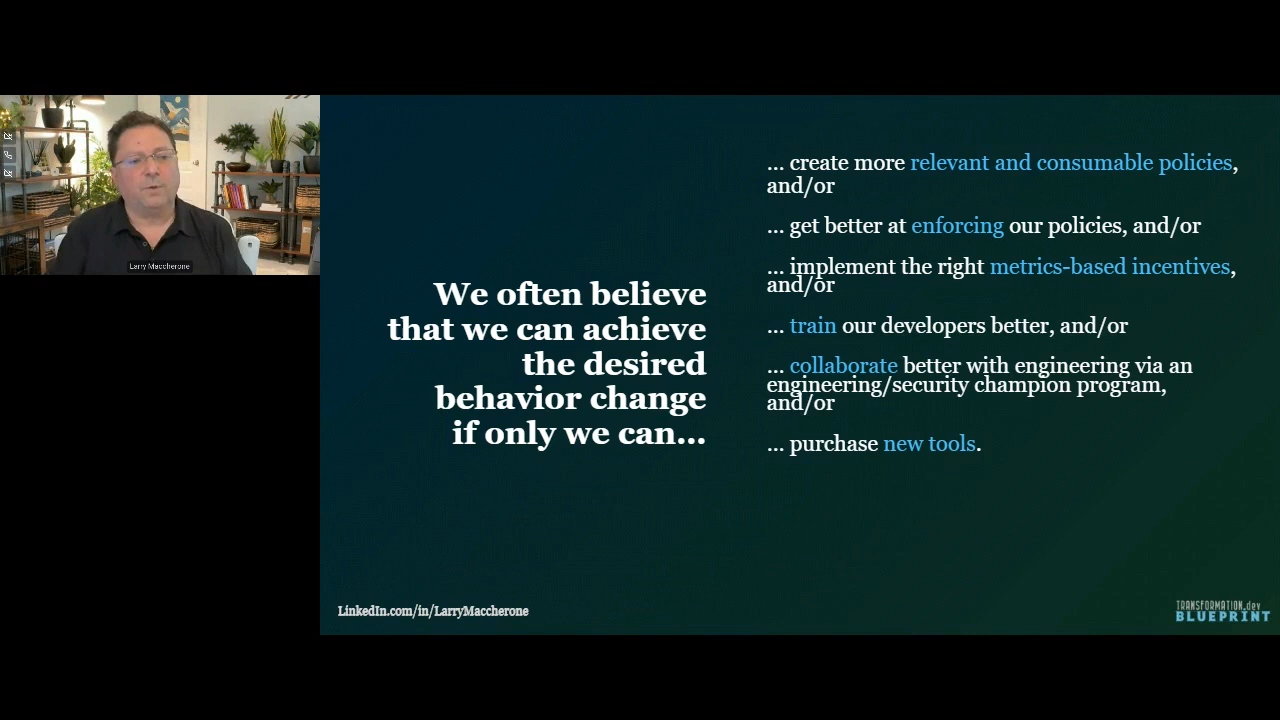 Larry Maccherone
We often believe
that we can achieve
the desired
behavior change
if only we can...
... create more relevant and consumable policies,
and/or
... get better at enforcing our policies, and/or
... implement the right metrics-based incentives,
and/or
... train our developers better, and/or
... collaborate better with engineering via an
engineering/security champion program,
and/or
... purchase new tools.
LinkedIn.com/in/LarryMaccherone
TRANSFORMATION.dev
BLUEPRINT